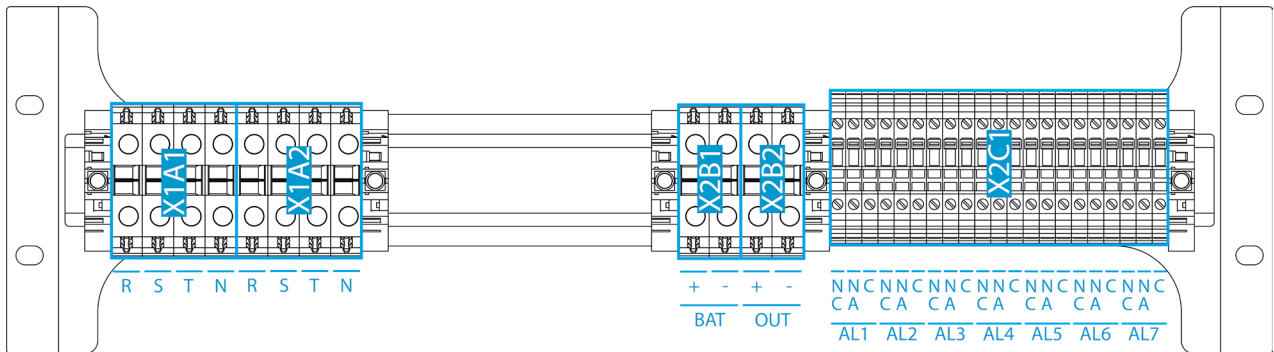 X1A1 X1A2 X2B1 X2B2 X2C1
R S T N R S T N + - + - N N C N N C N N C N N C N N C N N C N N C
C A C A C A C A C A C A C A
BAT OUT AL1 AL2 AL3 AL4 AL5 AL6 AL7